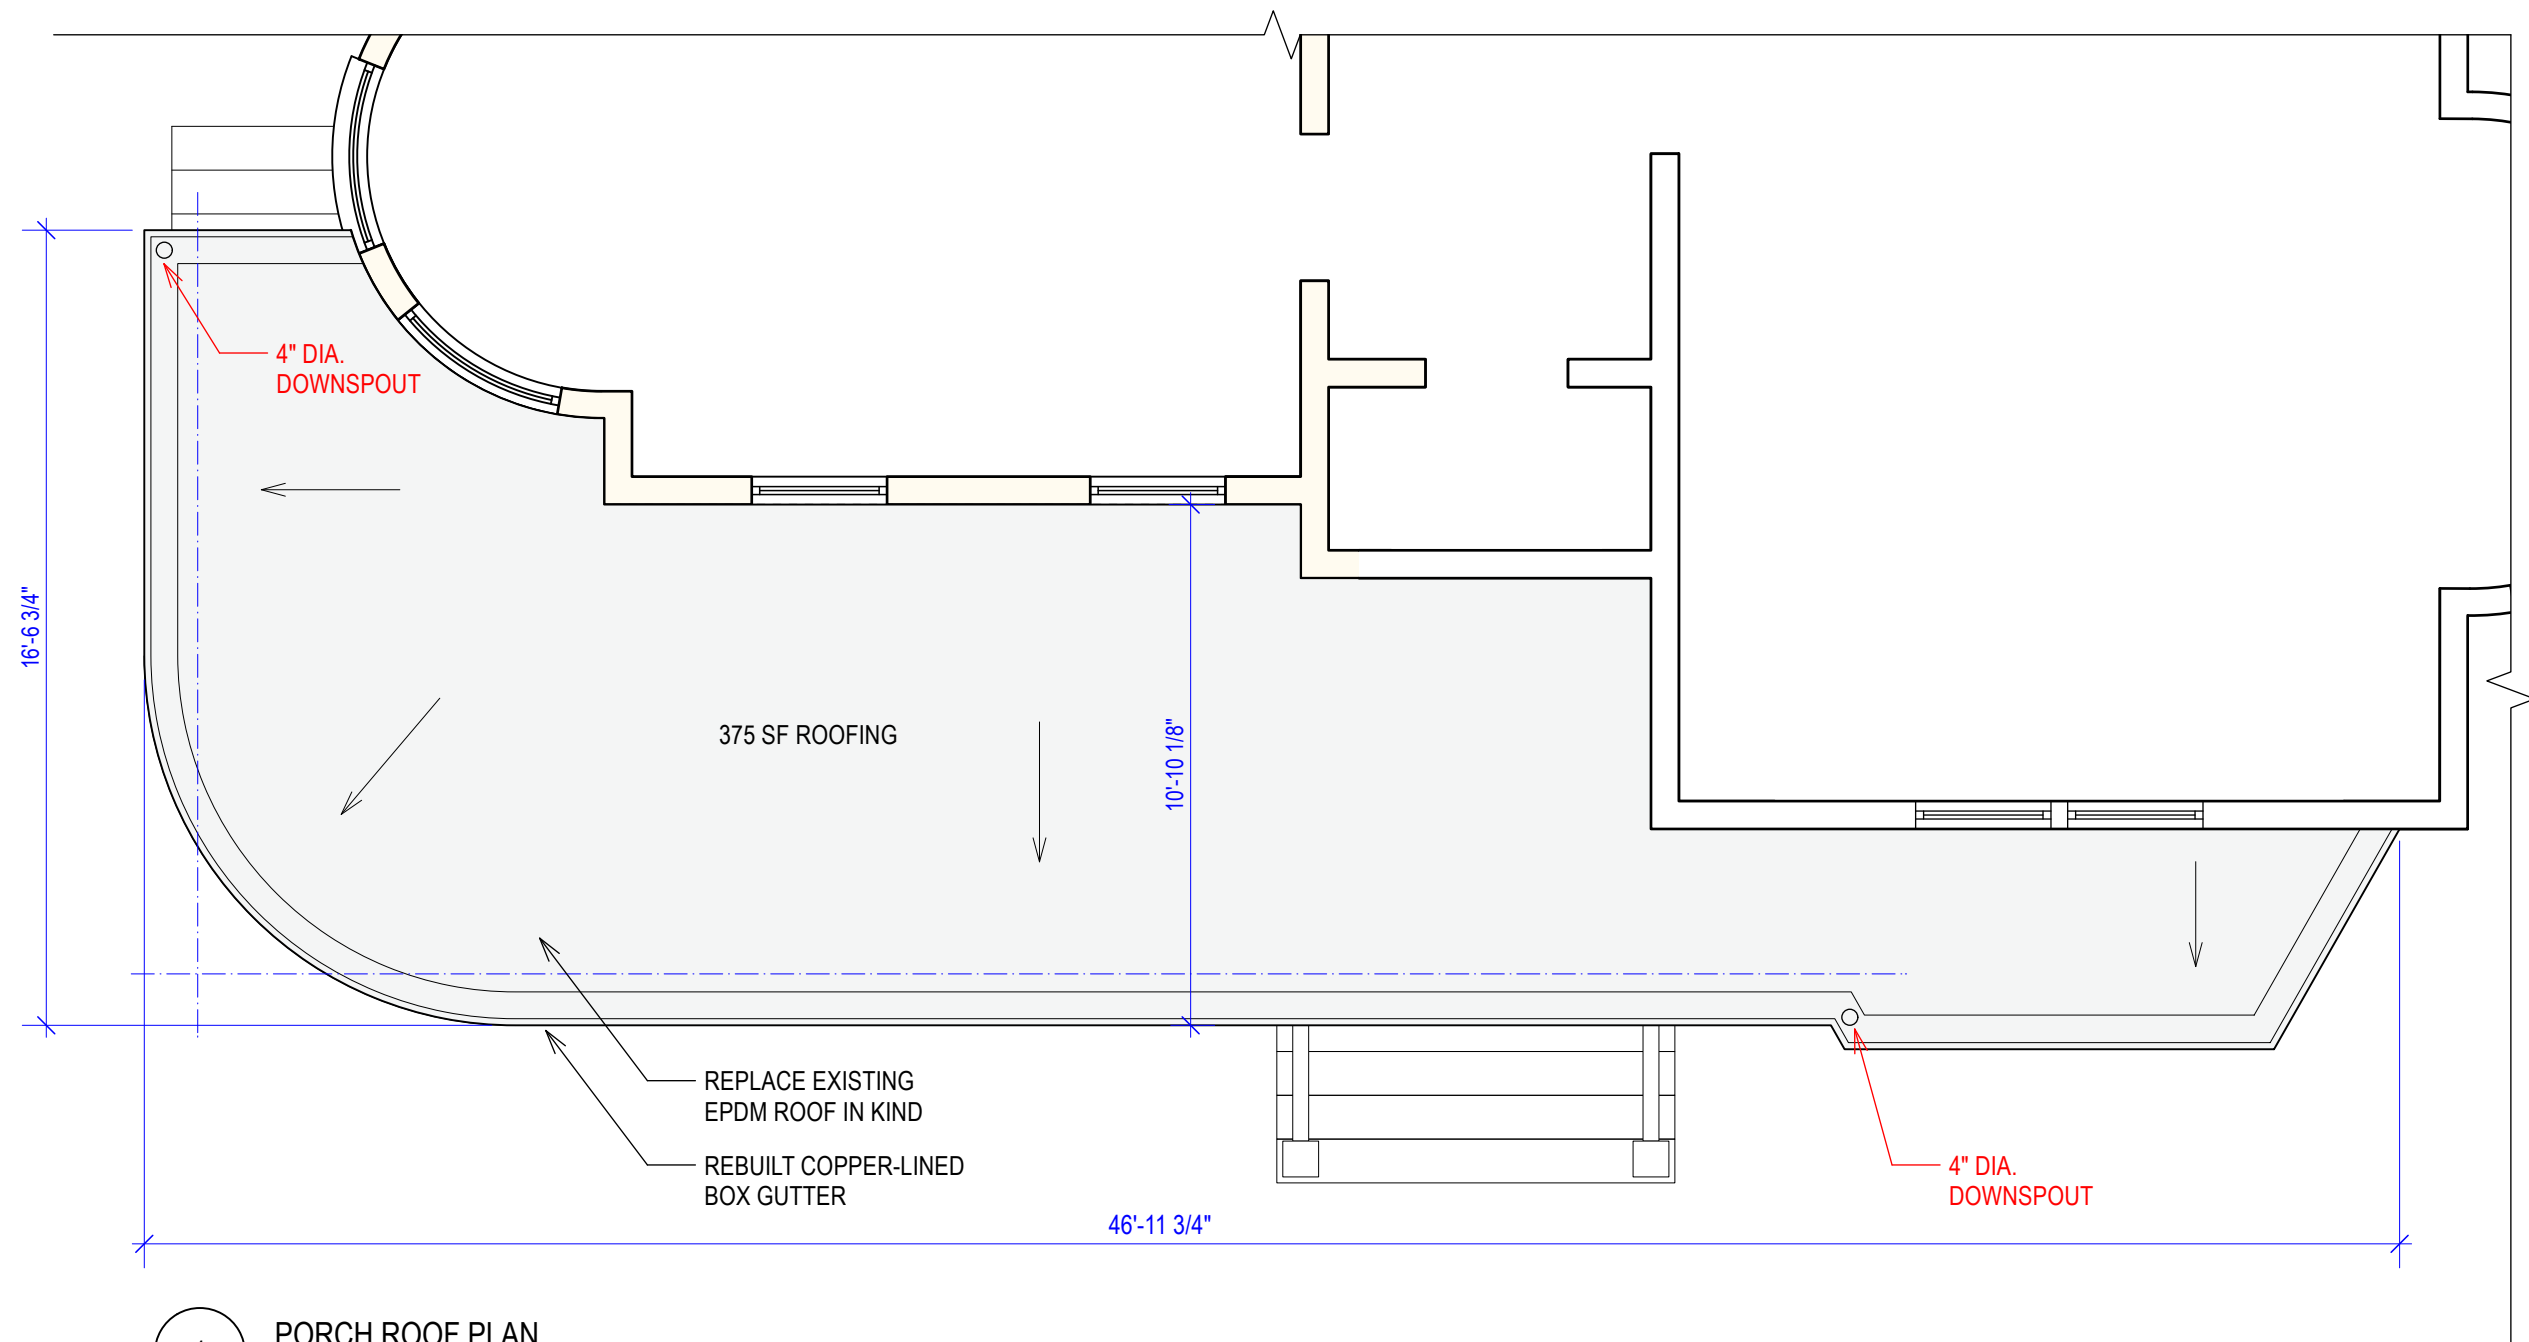 4" DIA.
DOWNSPOUT
16'-6 3/4"
375 SF ROOFING
10'-10 1/8"
REPLACE EXISTING
EPDM ROOF IN KIND
REBUILT COPPER-LINED
BOX GUTTER
4" DIA.
DOWNSPOUT
46'-11 3/4"
PORCH ROOF PLAN